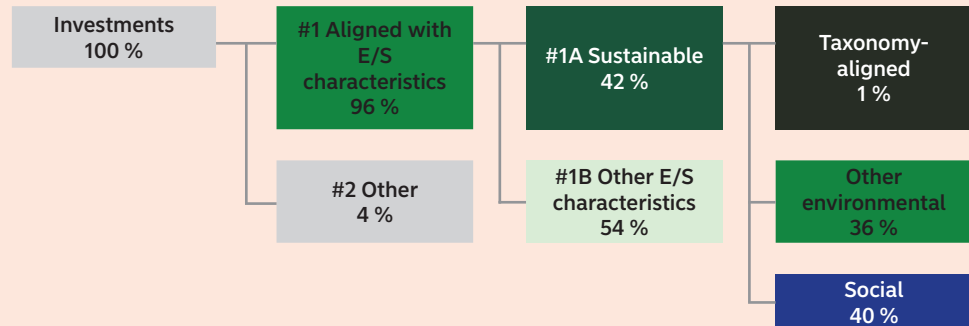 Investments
100 %
#1 Aligned with
E/S
characteristics
96 %
#2 Other
4 %
#1A Sustainable
42 %
#1B Other E/S
characteristics
54 %
Taxonomy-
aligned
1 %
Other
environmental
36 %
Social
40 %